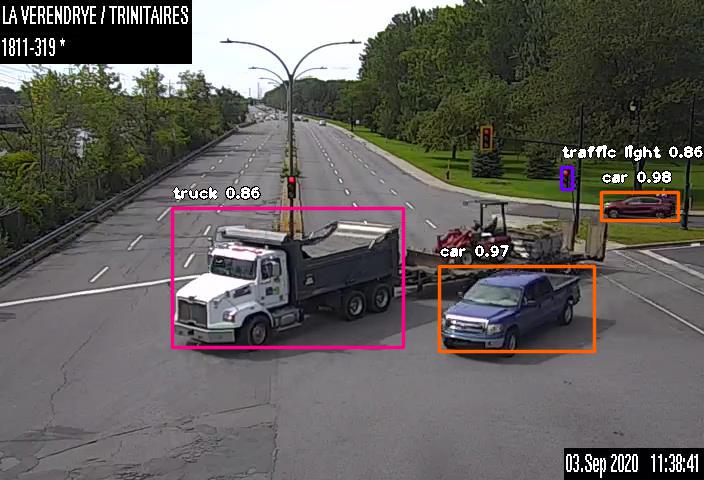 LA VERENDRYE / TRINITAIRES
1811-319 *
traffic light 0.86
car 0.98
truck 0.86
car 0.97
03.Sep 2020 11:38:41